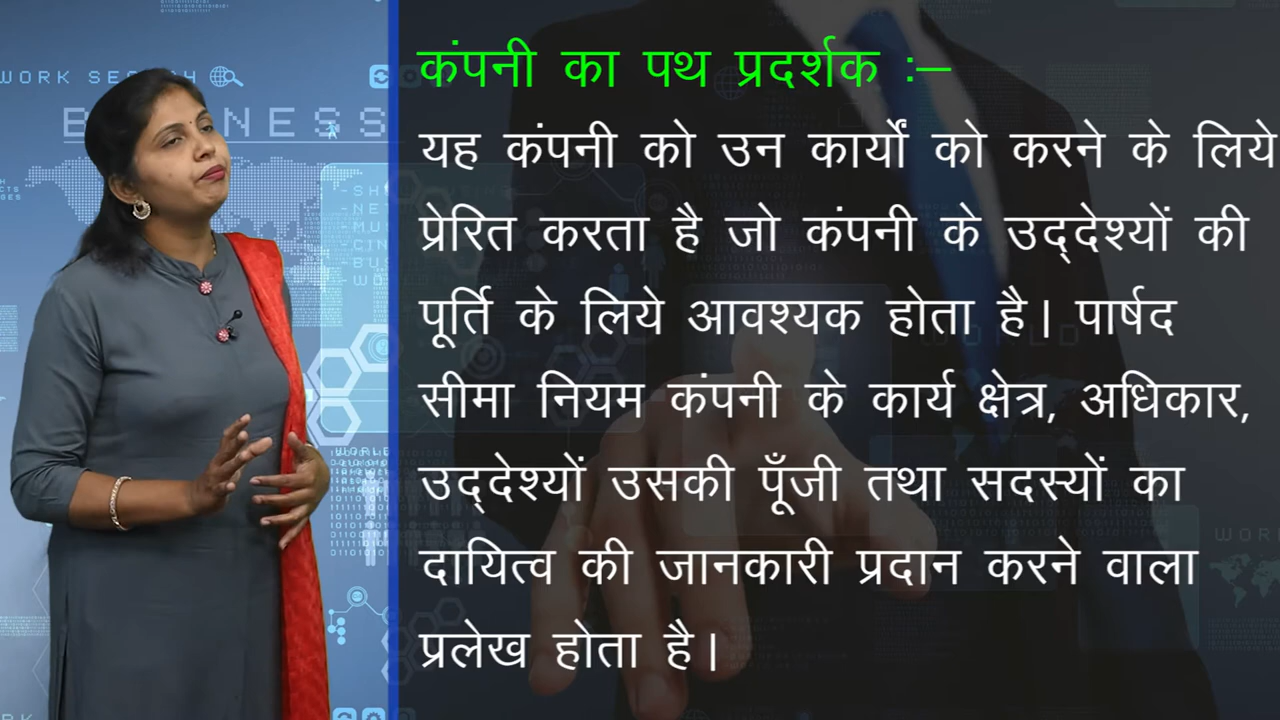 कंपनी का पथ प्रदर्शक :–
यह कंपनी को उन कार्यों को करने के लिये
प्रेरित करता है जो कंपनी के उद्देश्यों की
पूर्ति के लिये आवश्यक होता है। पार्षद
सीमा नियम कंपनी के कार्य क्षेत्र, अधिकार,
उद्देश्यों उसकी पूँजी तथा सदस्यों का
दायित्व की जानकारी प्रदान करने वाला
प्रलेख होता है।
WORLD